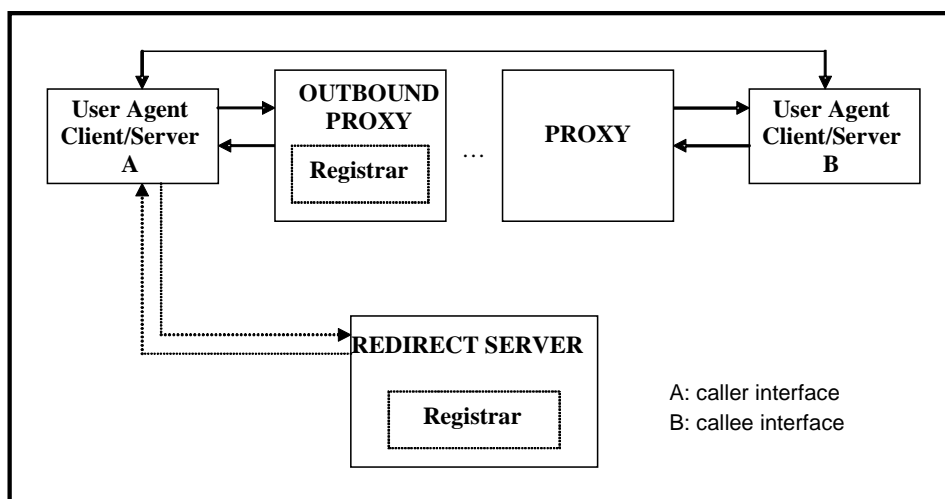 User Agent
Client/Server
A
OUTBOUND
PROXY
Registrar
...
PROXY
User Agent
Client/Server
B
REDIRECT SERVER
Registrar
A: caller interface
B: callee interface